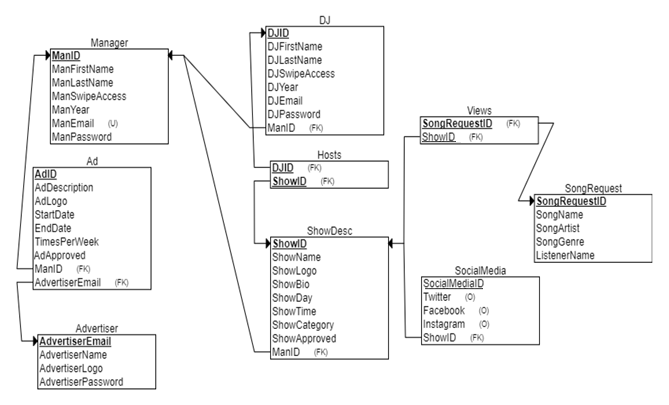 Manager
ManID
ManFirstName
ManLastName
ManSwipeAccess
ManYear
ManEmail (U)
ManPassword
DJ
DJID
DJFirstName
DJLastName
DJSwipeAccess
DJYear
DJEmail
DJPassword
ManID (FK)
Views
SongRequestID (FK)
ShowID (FK)
Ad
AdID
AdDescription
AdLogo
StartDate
EndDate
TimesPerWeek
AdApproved
ManID (FK)
AdvertiserEmail (FK)
Hosts
DJID (FK)
ShowID (FK)
SongRequest
SongRequestID
SongName
SongArtist
SongGenre
ListenerName
ShowDesc
ShowID
ShowName
ShowLogo
ShowBio
ShowDay
ShowTime
ShowCategory
ShowApproved
ManID (FK)
SocialMedia
SocialMediaID
Twitter (O)
Facebook (O)
Instagram (O)
ShowID (FK)
Advertiser
AdvertiserEmail
AdvertiserName
AdvertiserLogo
AdvertiserPassword